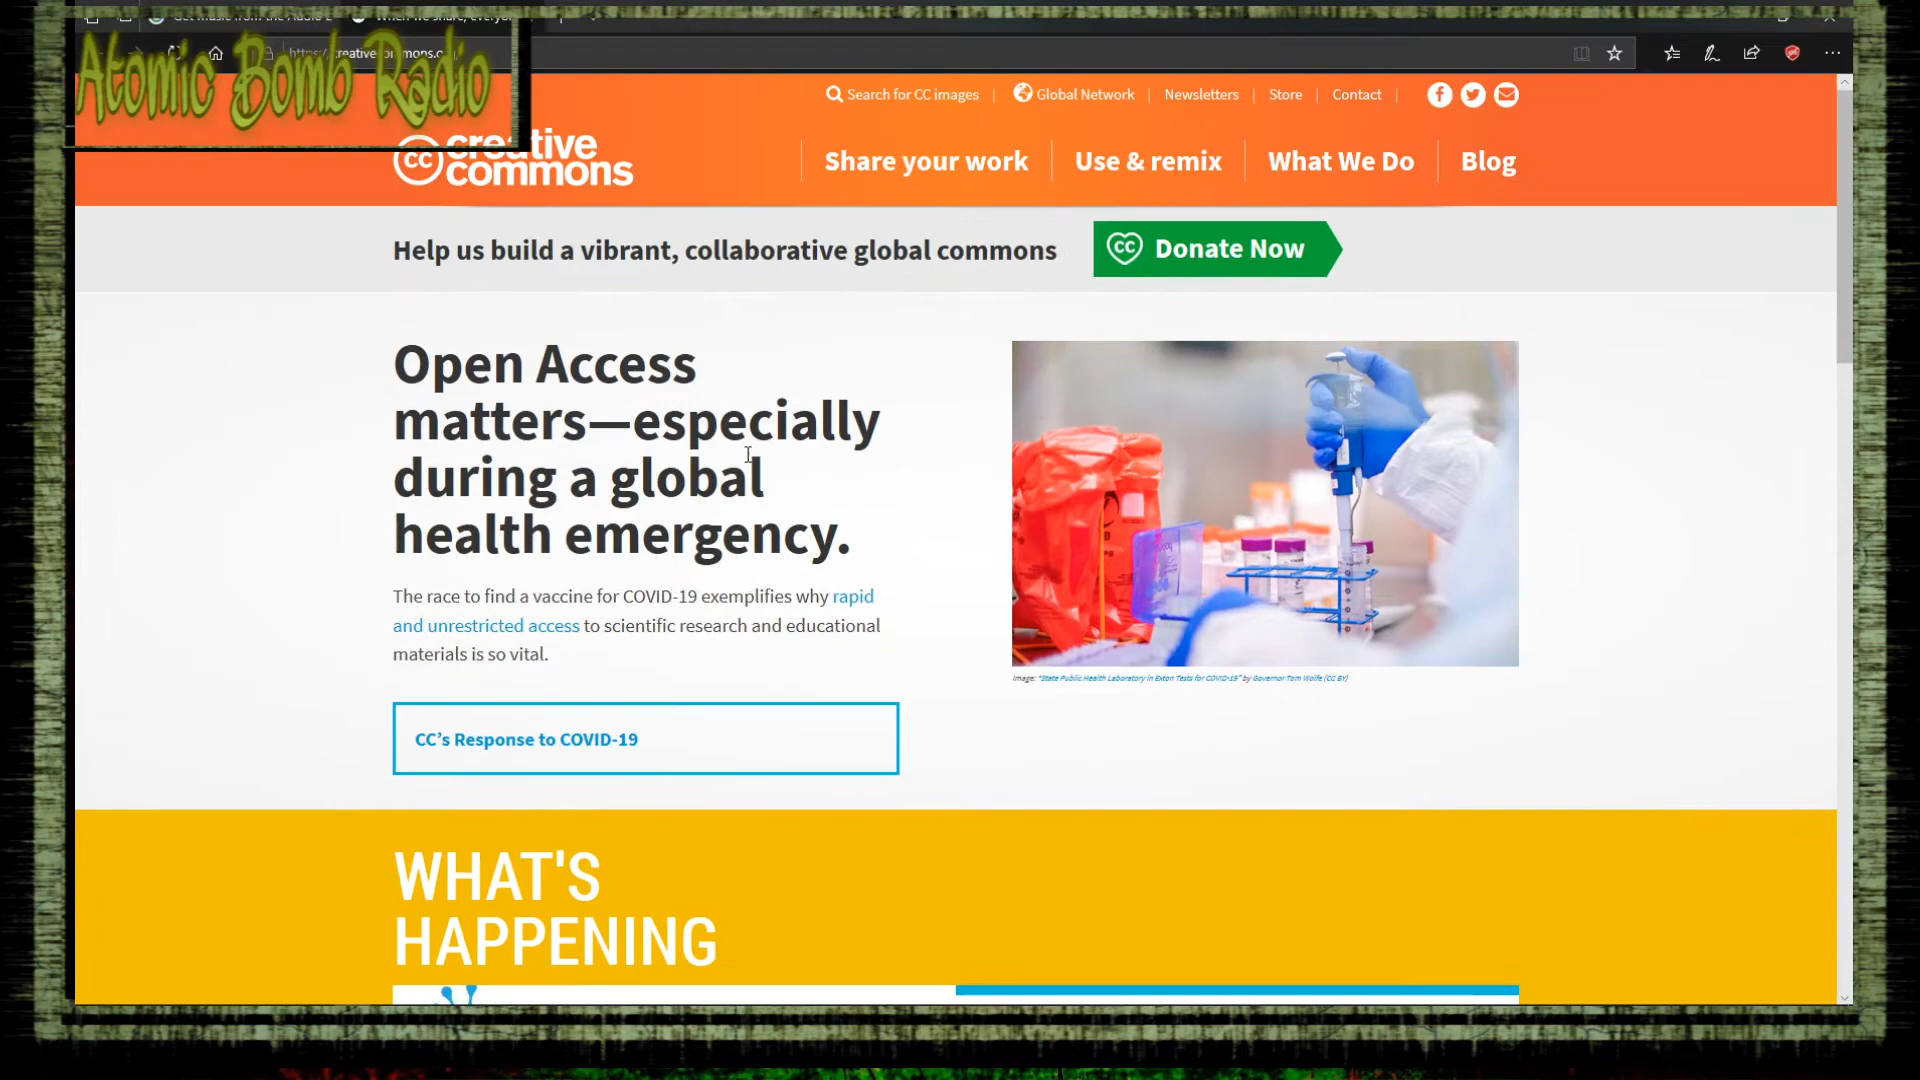 Get Music from the Audio L
When we share, everyo
Atomic Bomb Radio
Search for CC images
Global Network
Newsletters
Store
Contact
creative
commons
Share your work
Use & remix
What We Do
Blog
Help us build a vibrant, collaborative global commons
Donate Now
Open Access
matters—especially
during a global
health emergency.
The race to find a vaccine for COVID-19 exemplifies why rapid
and unrestricted access to scientific research and educational
materials is so vital.
Image: "State Public Health Laboratory in Exton Tests for COVID-19" by Governor Tom Wolfe (CC BY)
CC's Response to COVID-19
WHAT'S
HAPPENING